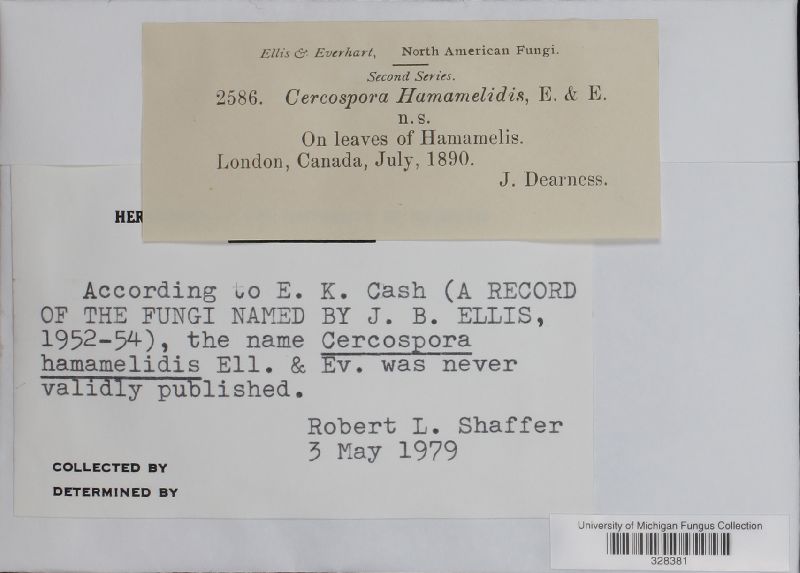 Ellis & Everhart, North American Fungi.
Second Series.
2586. Cercospora Hamamelidis, E. & E.
n. s.
On leaves of Hamamelis.
London, Canada, July, 1890.
J. Dearness.
HER
According to E. K. Cash (A RECORD
OF THE FUNGI NAMED BY J. B. ELLIS,
1952-54), the name Cercospora
hamamelidis Ell. & Ev. was never
validly published.
Robert L. Shaffer
3 May 1979
COLLECTED BY
DETERMINED BY
University of Michigan Fungus Collection
328381